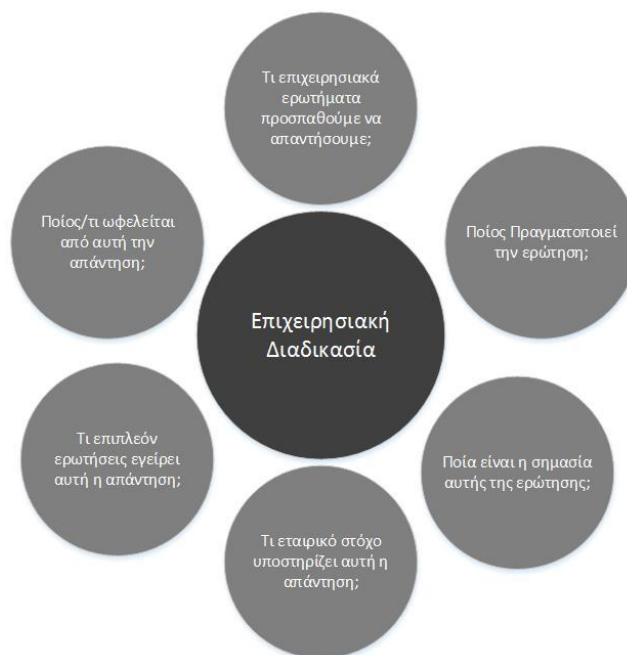 Τι επιχειρησιακά
ερωτήματα
προσπαθούμε να
απαντήσουμε;
Ποίος/τι ωφελείται
από αυτή την
απάντηση;
Ποίος Πραγματοποιεί
την ερώτηση;
Επιχειρησιακή
Διαδικασία
Τι επιπλέον
ερωτήσεις εγείρει
αυτή η απάντηση;
Ποία είναι η σημασία
αυτής της ερώτησης;
Τι εταιρικό στόχο
υποστηρίζει αυτή η
απάντηση;